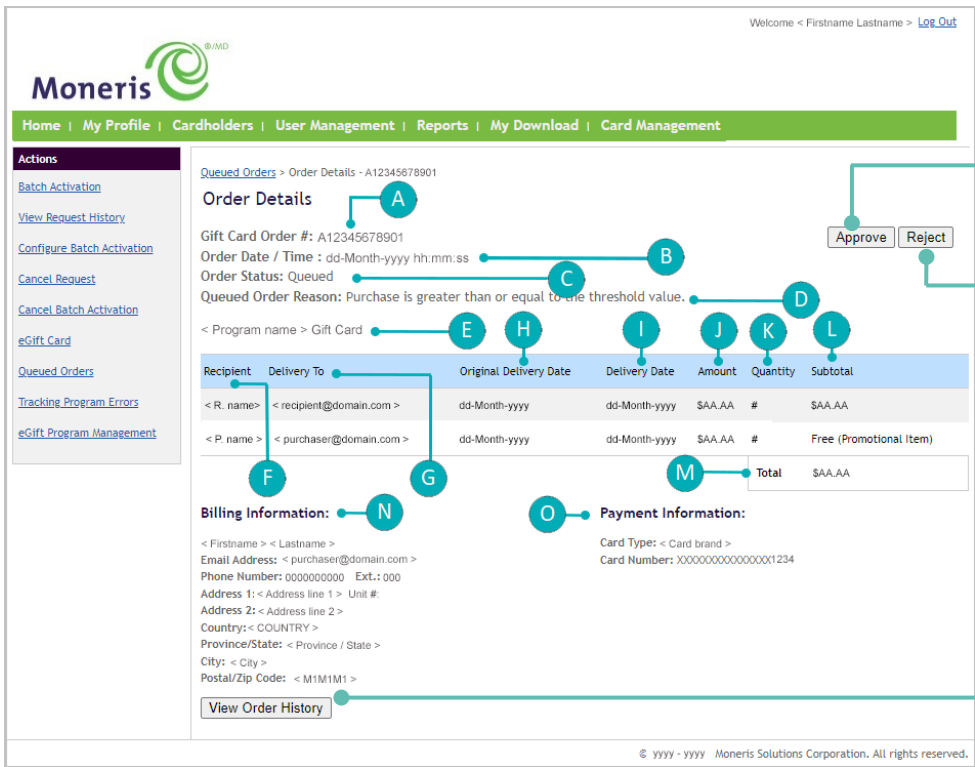 Welcome < Firstname Lastname > Log Out
®/MD
Moneris
Home | My Profile | Cardholders | User Management | Reports | My Download | Card Management
Actions
Batch Activation
View Request History
Configure Batch Activation
Cancel Request
Cancel Batch Activation
eGift Card
Queued Orders
Tracking Program Errors
eGift Program Management
Queued Orders > Order Details - A12345678901
Order Details
A
Gift Card Order #: A12345678901
Approve Reject
Order Date / Time : dd-Month-yyyy hh:mm:ss
B
Order Status: Queued
C
Queued Order Reason: Purchase is greater than or equal to the threshold value.
D
< Program name > Gift Card
E H I J K L
Recipient Delivery To Original Delivery Date Delivery Date Amount Quantity Subtotal
< R. name> < recipient@domain.com > dd-Month-yyyy dd-Month-yyyy $AA.AA # $AA.AA
< P. name > < purchaser@domain.com > dd-Month-yyyy dd-Month-yyyy $AA.AA # Free (Promotional Item)
F G M
Total $AA.AA
Billing Information:
N
< Firstname > < Lastname >
Email Address: < purchaser@domain.com >
Phone Number: 0000000000 Ext.: 000
Address 1: < Address line 1 > Unit #:
Address 2: < Address line 2 >
Country: < COUNTRY >
Province/State: < Province / State >
City: < City >
Postal/Zip Code: < M1M1M1 >
View Order History
O
Payment Information:
Card Type: < Card brand >
Card Number: XXXXXXXXXXXXXXX1234
© yyyy - yyyy Moneris Solutions Corporation. All rights reserved.